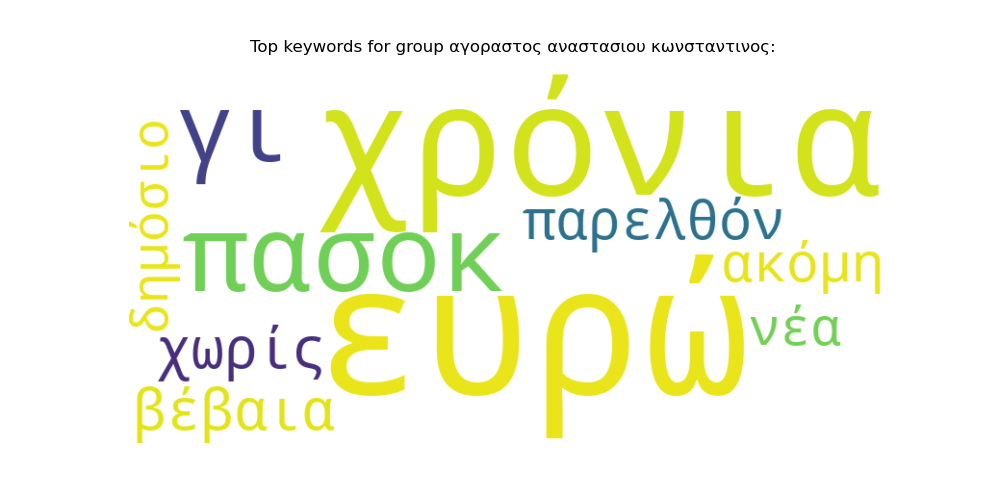 Top keywords for group αγοραστος αναστασιου κωνσταντινος:
γι
χρόνια
δημόσιο
παρελθόν
πασοκ
ακόμη
ευρώ
νέα
χωρίς
βέβαια